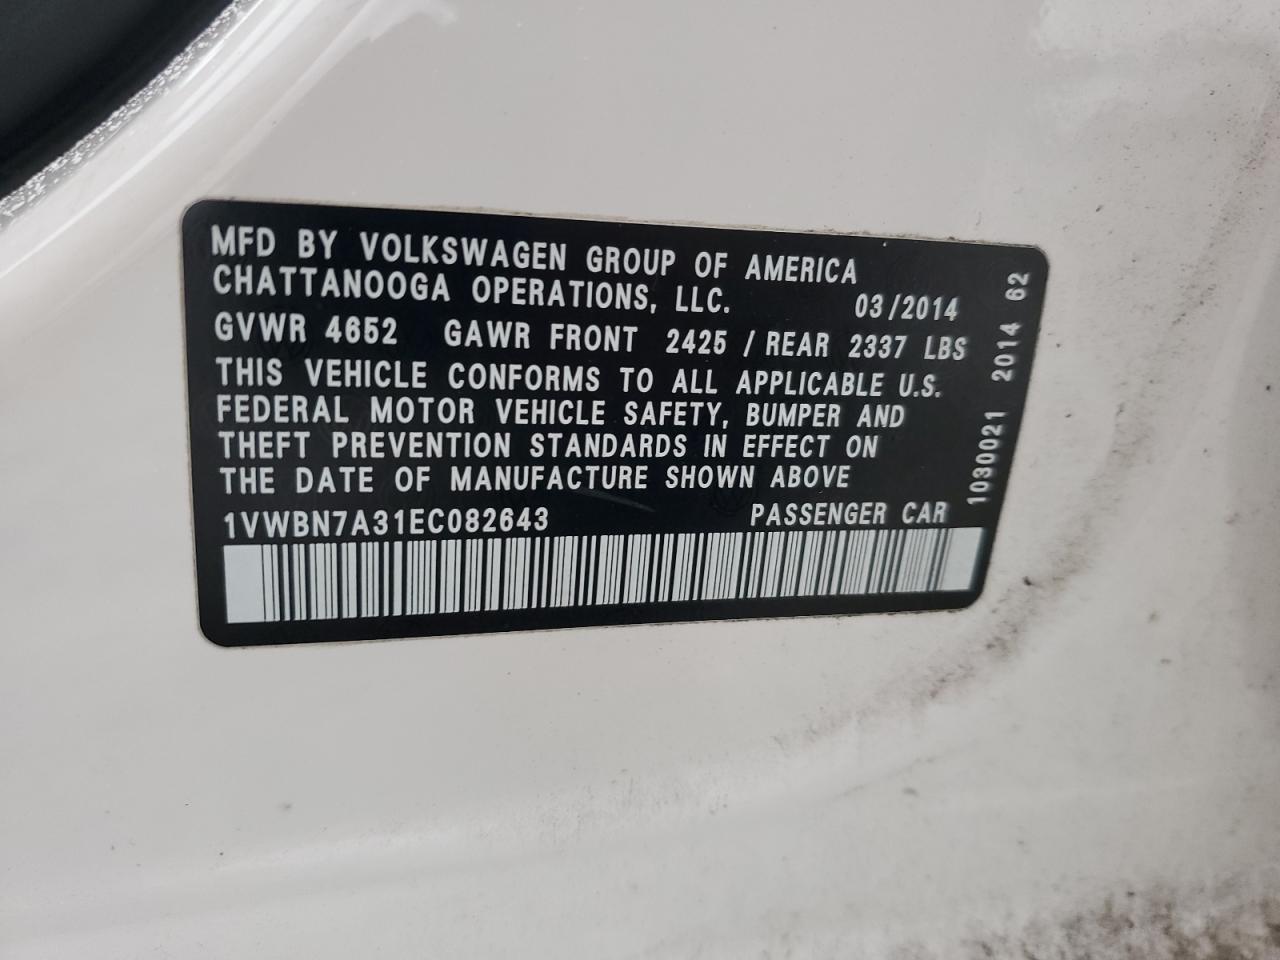 MFD BY VOLKSWAGEN GROUP OF AMERICA
CHATTANOOGA OPERATIONS, LLC. 03/2014
GVWR 4652 GAWR FRONT 2425 / REAR 2337 LBS
THIS VEHICLE CONFORMS TO ALL APPLICABLE U.S.
FEDERAL MOTOR VEHICLE SAFETY, BUMPER AND
THEFT PREVENTION STANDARDS IN EFFECT ON
THE DATE OF MANUFACTURE SHOWN ABOVE
1VWBN7A31EC082643 PASSENGER CAR
1030021 2014 62